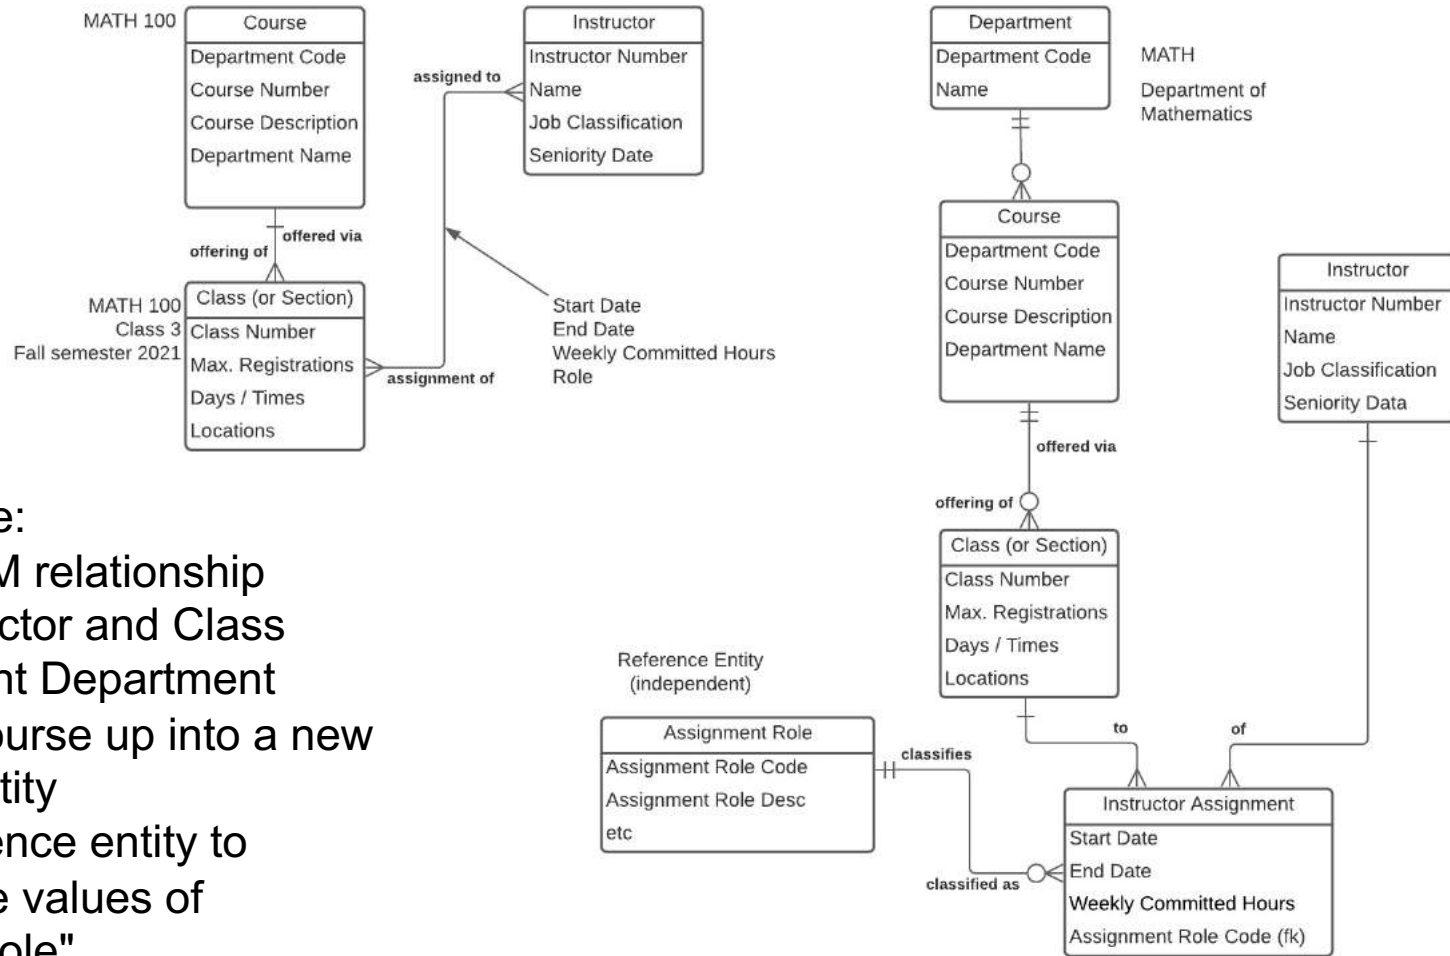 MATH 100
Course
Department Code
Course Number
Course Description
Department Name
Instructor
Instructor Number
Name
Job Classification
Seniority Date
assigned to
offered via
offering of
MATH 100
Class 3
Fall semester 2021
Class (or Section)
Class Number
Max. Registrations
Days / Times
Locations
assignment of
Start Date
End Date
Weekly Committed Hours
Role
Department
Department Code
Name
MATH
Department of
Mathematics
Course
Department Code
Course Number
Course Description
Department Name
Instructor
Instructor Number
Name
Job Classification
Seniority Data
offered via
offering of
Class (or Section)
Class Number
Max. Registrations
Days / Times
Locations
to
of
Reference Entity
(independent)
Assignment Role
Assignment Role Code
Assignment Role Desc
etc
classifies
classified as
Instructor Assignment
Start Date
End Date
Weekly Committed Hours
Assignment Role Code (fk)
e:
M relationship
ctor and Class
nt Department
ourse up into a new
tity
ence entity to
e values of
ole"